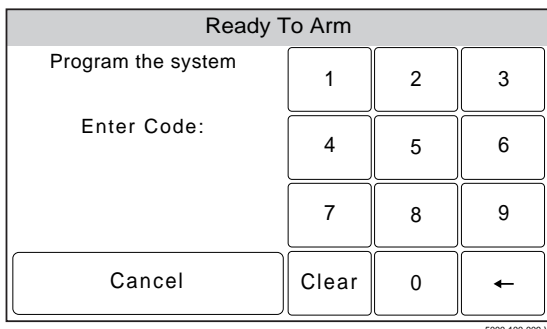 Ready To Arm
Program the system
1 2 3
Enter Code:
4 5 6
7 8 9
Cancel Clear 0 ←